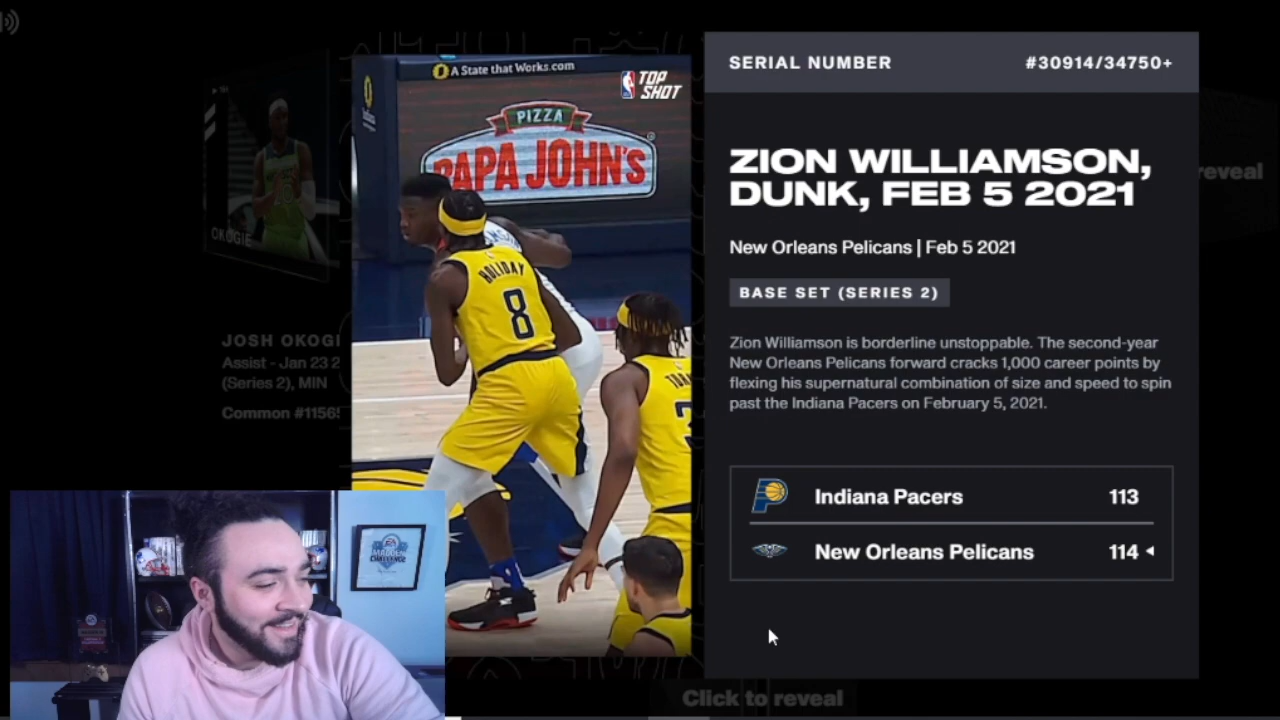 A State that Works.com
TOP
SHOT
PIZZA
PAPA JOHN'S
HOLIDAY
8
OKOGIE
JOSH OKOGI
Assist - Jan 23 2
(Series 2), MIN
Common #1156
MADDEN
CHALLENGE
SERIAL NUMBER #30914/34750+
ZION WILLIAMSON,
DUNK, FEB 5 2021
New Orleans Pelicans | Feb 5 2021
BASE SET (SERIES 2)
Zion Williamson is borderline unstoppable. The second-year
New Orleans Pelicans forward cracks 1,000 career points by
flexing his supernatural combination of size and speed to spin
past the Indiana Pacers on February 5, 2021.
Indiana Pacers 113
New Orleans Pelicans 114
reveal
Click to reveal